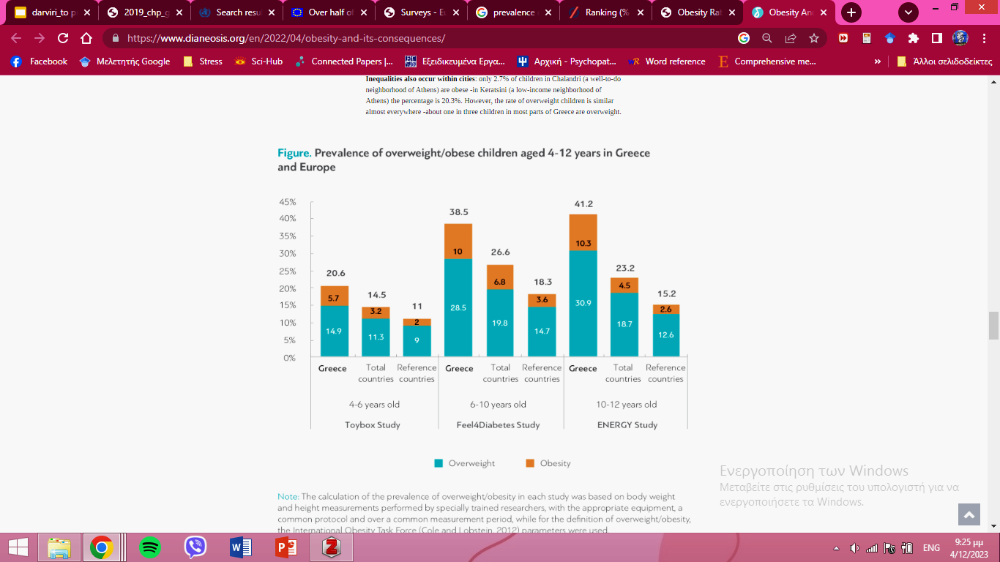 darviri_to p
2019_chp_g
Search resu
Over half of
Surveys - E
prevalence
Ranking (%
Obesity Rat
Obesity An
https://www.dianeosis.org/en/2022/04/obesity-and-its-consequences/
Facebook
Μελετητής Google
Stress
Sci-Hub
Connected Papers |...
Εξειδικευμένα Εργα...
Αρχική - Psychopat...
Word reference
Comprehensive me...
»
Άλλοι σελιδοδείκτες
Inequalities also occur within cities: only 2.7% of children in Chalandri (a well-to-do
neighborhood of Athens) are obese -in Keratsini (a low-income neighborhood of
Athens) the percentage is 20.3%. However, the rate of overweight children is similar
almost everywhere -about one in three children in most parts of Greece are overweight.
Figure. Prevalence of overweight/obese children aged 4-12 years in Greece
and Europe
45%
40%
35%
30%
25%
20%
15%
10%
5%
0%
20.6
5.7
14.9
14.5
3.2
11.3
11
2
9
38.5
10
28.5
26.6
6.8
19.8
18.3
3.6
14.7
41.2
10.3
30.9
23.2
4.5
18.7
15.2
2.6
12.6
Greece
Total countries
Reference countries
Greece
Total countries
Reference countries
Greece
Total countries
Reference countries
4-6 years old
6-10 years old
10-12 years old
Toybox Study
Feel4Diabetes Study
ENERGY Study
Overweight
Obesity
Note: The calculation of the prevalence of overweight/obesity in each study was based on body weight
and height measurements performed by specially trained researchers, with the appropriate equipment, a
common protocol and over a common measurement period, while for the definition of overweight/obesity,
the International Obesity Task Force (Cole and Lobstein, 2012) parameters were used
Ενεργοποίηση των Windows
Μεταβείτε στις ρυθμίσεις του υπολογιστή για να
ενεργοποιήσετε τα Windows.
ENG
9:25 μμ
4/12/2023